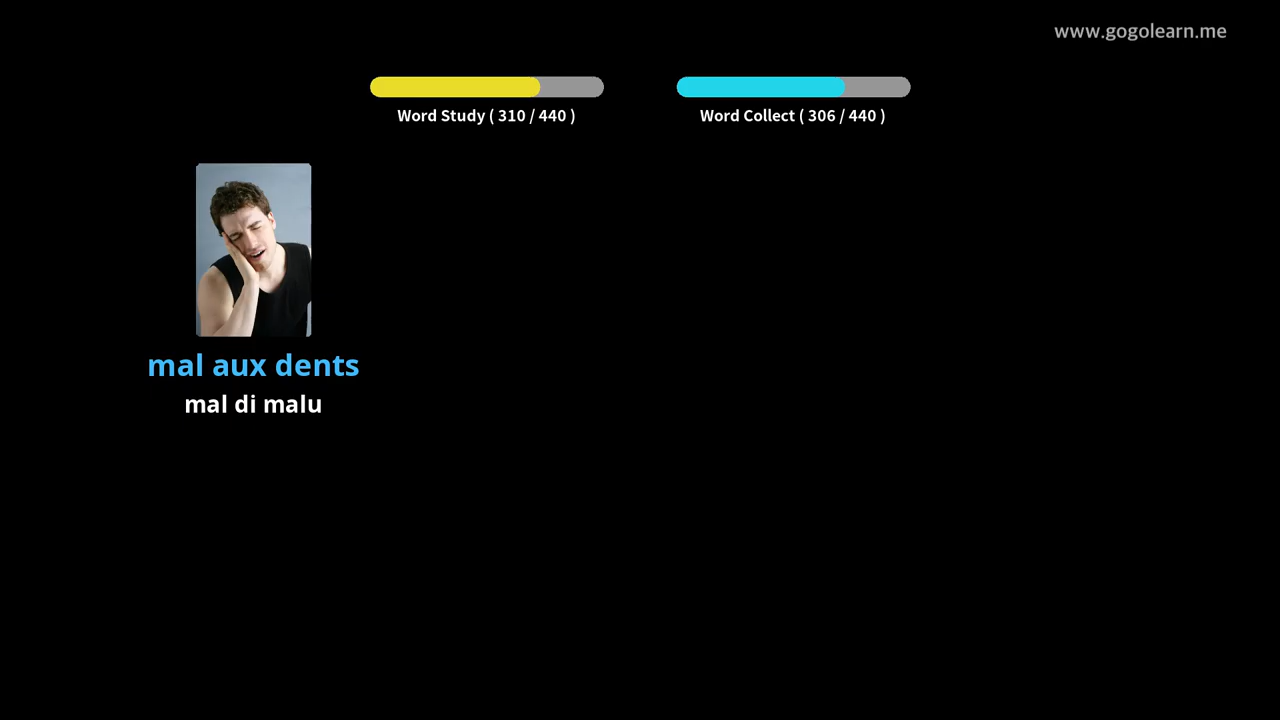 www.gogolearn.me
Word Study ( 310 / 440 )
Word Collect ( 306 / 440 )
mal aux dents
mal di malu